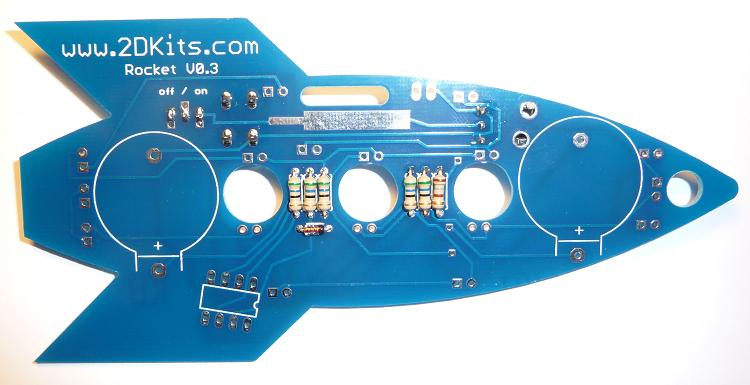 www.2DKits.com
Rocket V0.3
off / on
+
+